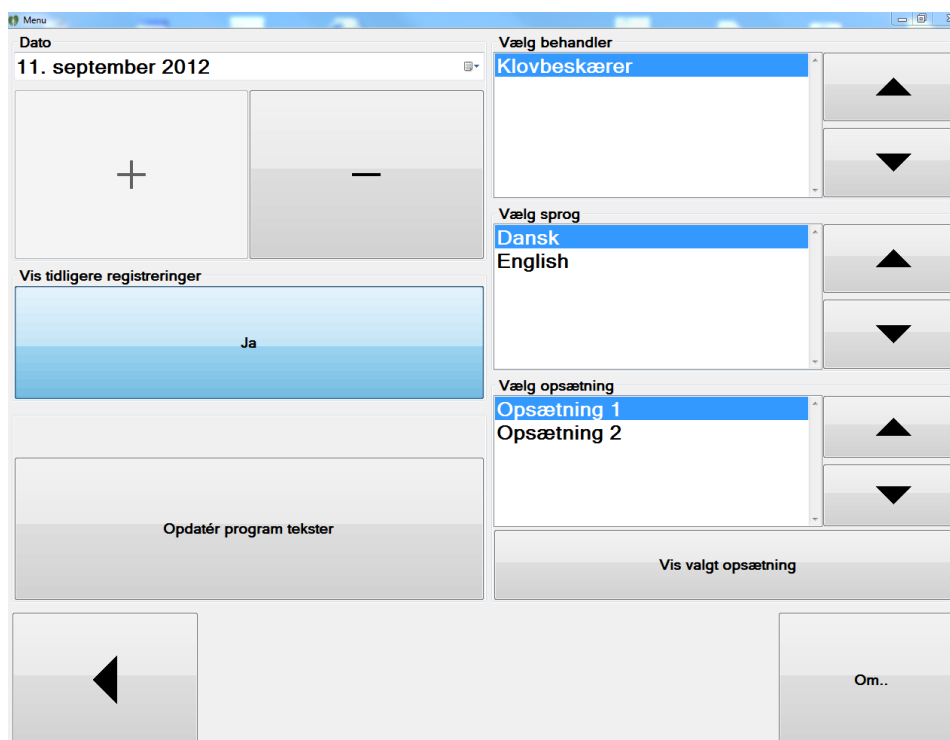 Menu
Dato
11. september 2012
Vis tidligere registreringer
Ja
Opdatér program tekster
Vælg behandler
Klovbeskærer
Vælg sprog
Dansk
English
Vælg opsætning
Opsætning 1
Opsætning 2
Vis valgt opsætning
Om..